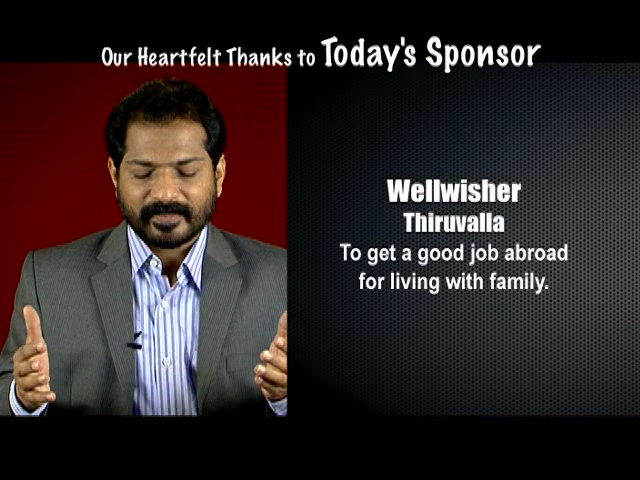 Our Heartfelt Thanks to Today's Sponsor
Wellwisher
Thiruvalla
To get a good job abroad
for living with family.